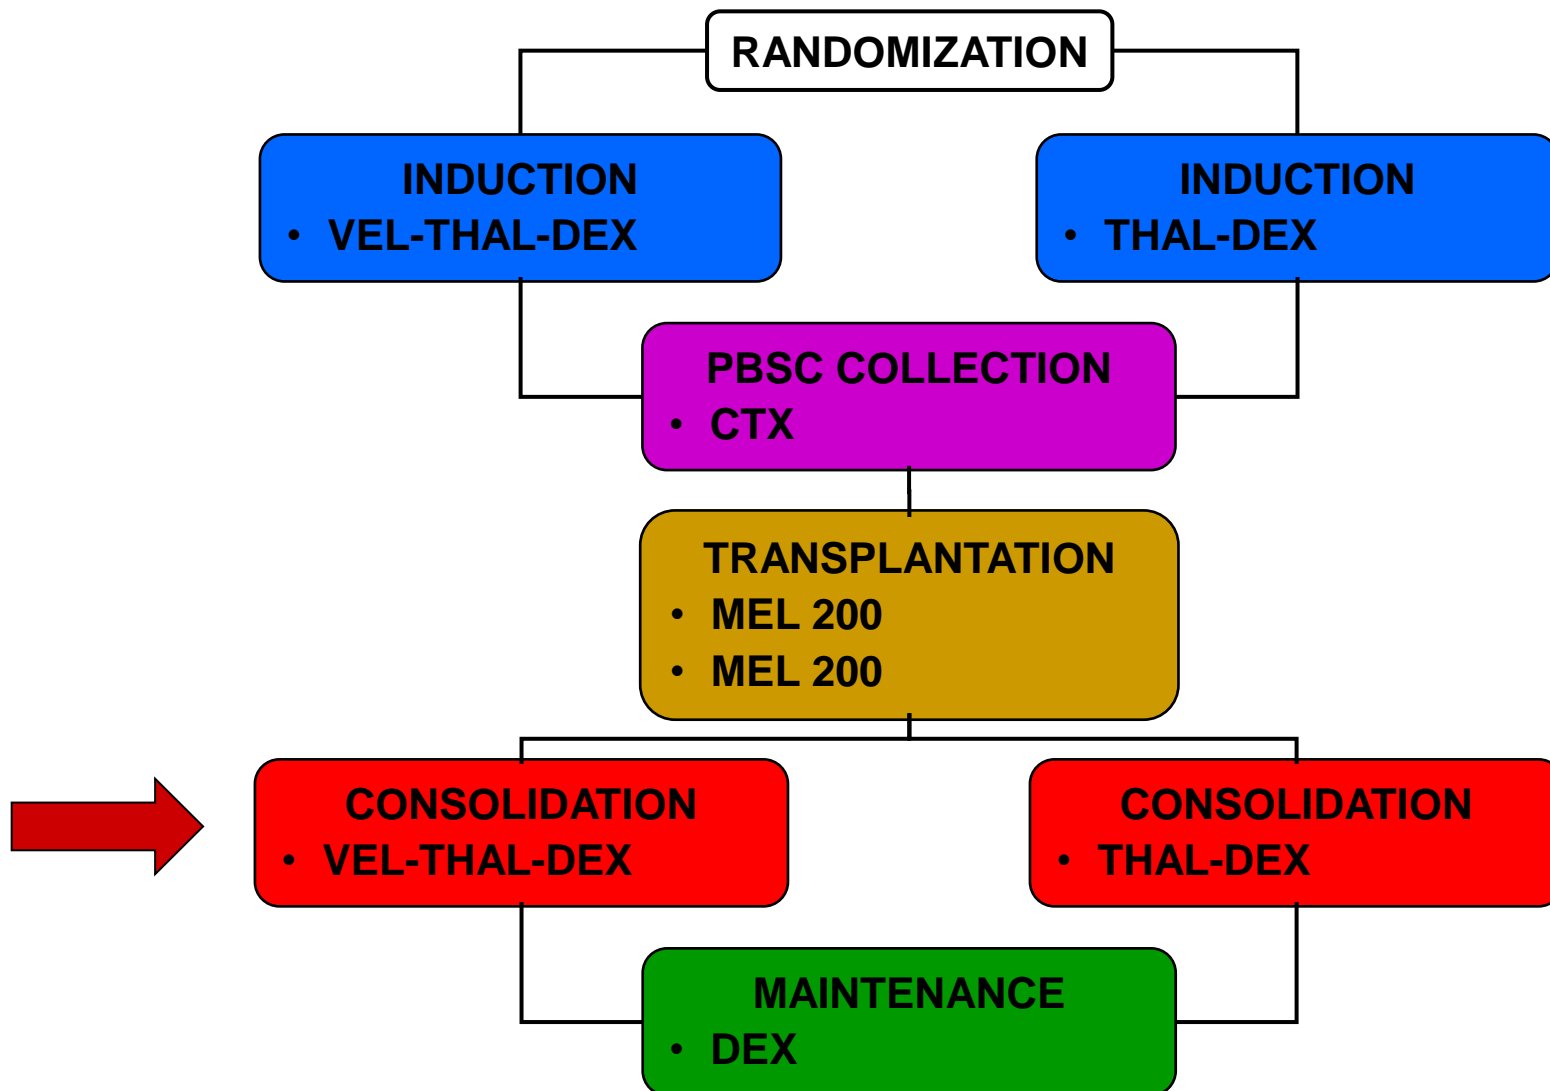 RANDOMIZATION
INDUCTION
• VEL-THAL-DEX
INDUCTION
• THAL-DEX
PBSC COLLECTION
• CTX
TRANSPLANTATION
• MEL 200
• MEL 200
CONSOLIDATION
• VEL-THAL-DEX
CONSOLIDATION
• THAL-DEX
MAINTENANCE
• DEX